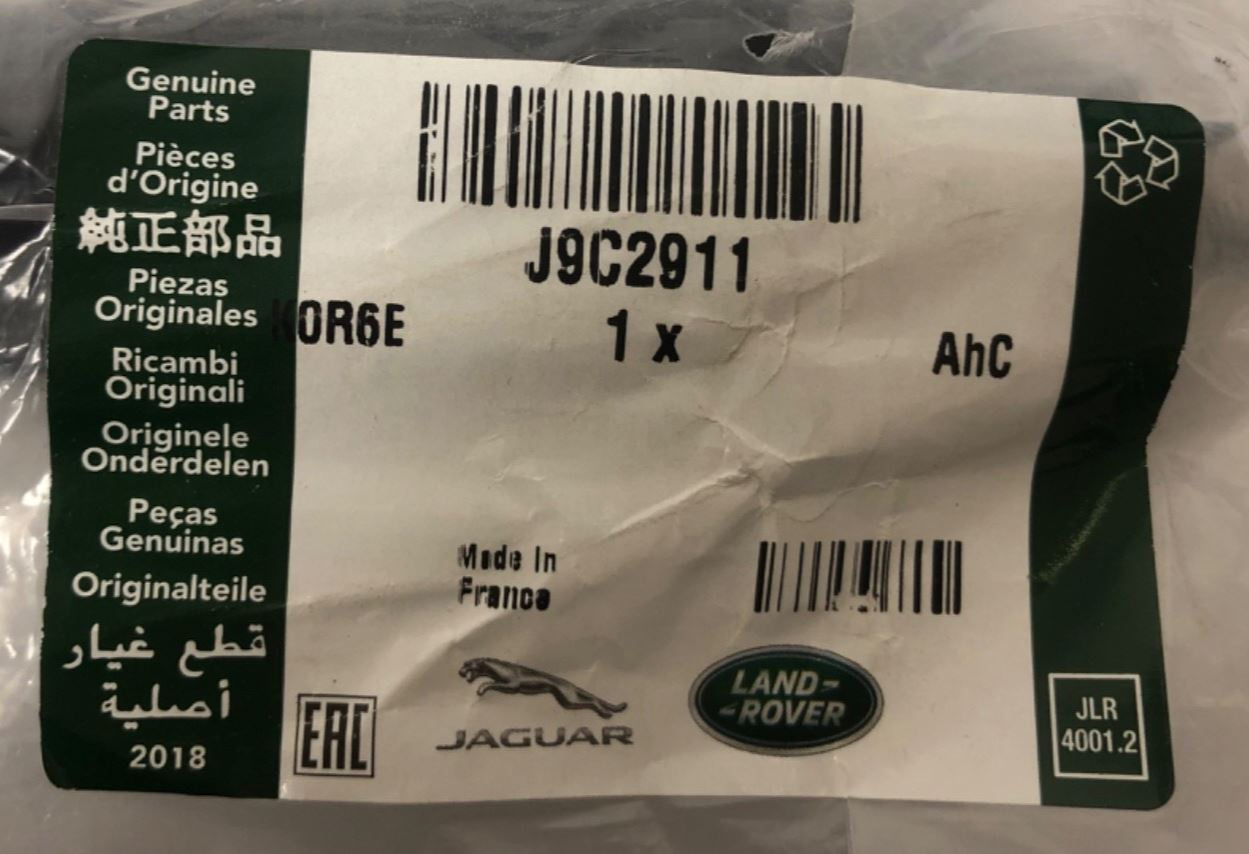 Genuine
Parts
Pièces
d'Origine
純正部品
Piezas
Originales
Ricambi
Originali
Originele
Onderdelen
Peças
Genuinas
Originalteile
قطع غيار
أصلية
2018
J9C2911
KOR6E
1 x
AhC
Made In
France
EAC
JAGUAR
LAND-
-ROVER
JLR
4001.2